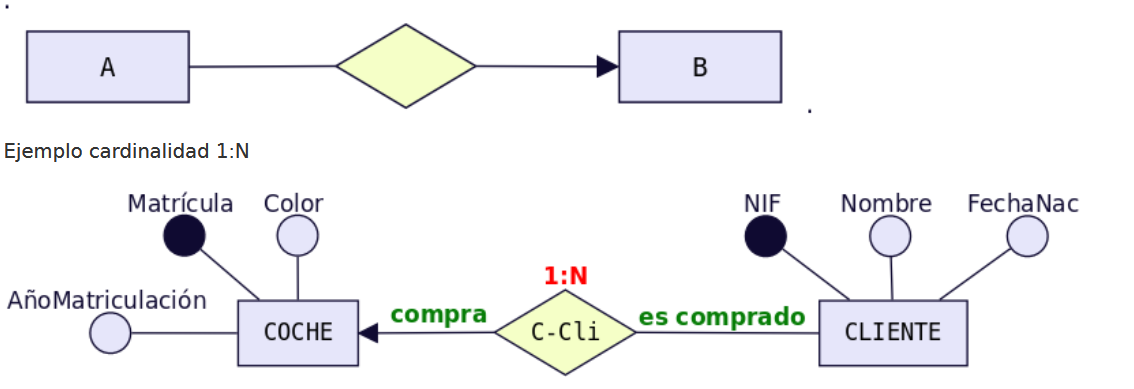 .
A
B
.
Ejemplo cardinalidad 1:N
Matrícula Color NIF Nombre FechaNac
1:N
AñoMatriculación
compra es comprado
COCHE C-Cli CLIENTE